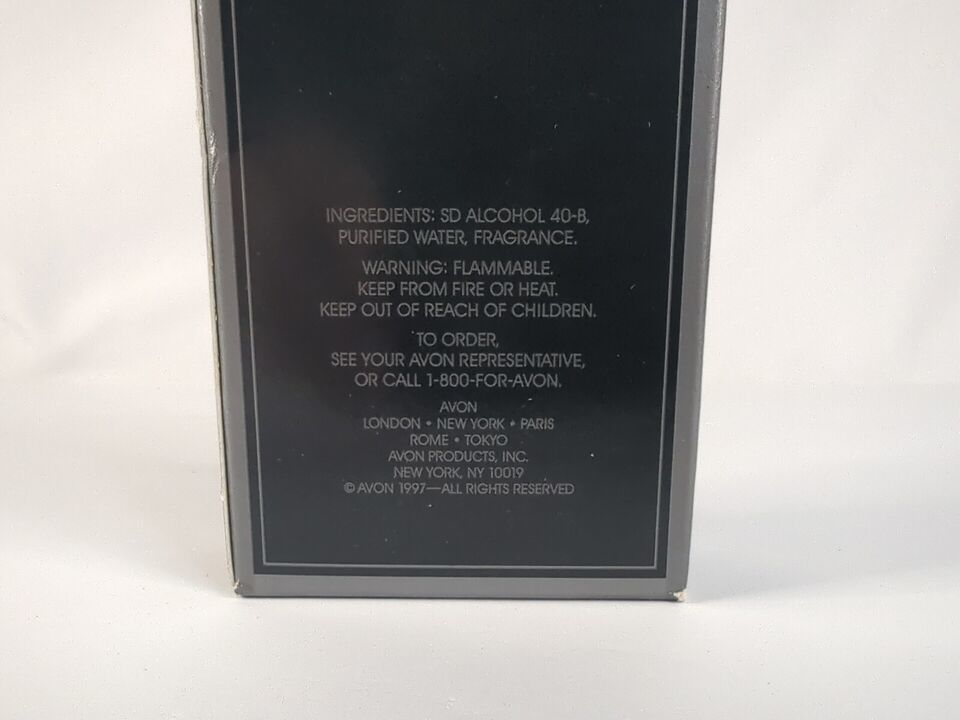 INGREDIENTS: SD ALCOHOL 40-B,
PURIFIED WATER, FRAGRANCE.
WARNING: FLAMMABLE.
KEEP FROM FIRE OR HEAT.
KEEP OUT OF REACH OF CHILDREN.
TO ORDER,
SEE YOUR AVON REPRESENTATIVE,
OR CALL 1-800-FOR-AVON.
AVON
LONDON • NEW YORK • PARIS
ROME • TOKYO
AVON PRODUCTS, INC.
NEW YORK, NY 10019
© AVON 1997—ALL RIGHTS RESERVED